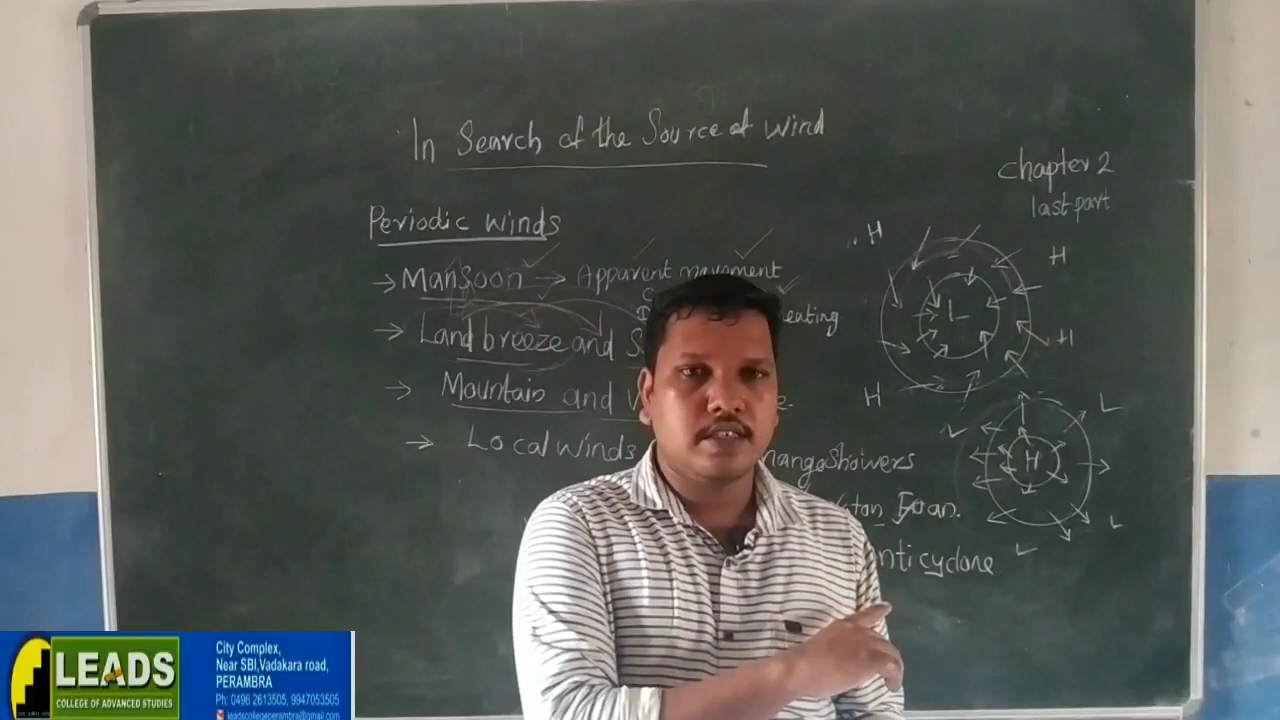 In Search of the Source of Wind
chapter 2
last part
Periodic Winds
→ Mansoon → Apparent movement
eating
→ Land breeze and S
→ Mountain and V
→ Local winds mango Showers
nticyclone
H
H
H
H
L
H
L
L
L
LEADS
COLLEGE OF ADVANCED STUDIES
City Complex,
Near SBI,Vadakara road,
PERAMBRA
Ph: 0496 2613505, 9947053505
leadscollegeperambra@gmail.com